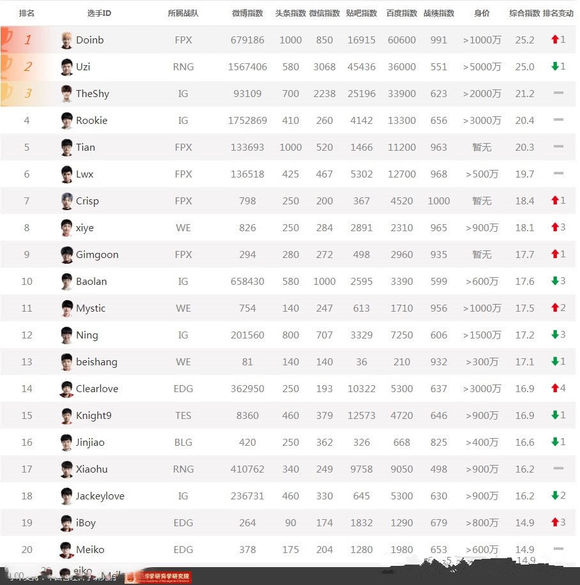 排名 选手ID 所属战队 微博指数 头条指数 微信指数 贴吧指数 百度指数 战绩指数 身价 综合指数 排名变动
1 Doinb FPX 679186 1000 850 16915 60600 991 >1000万 25.2 1
2 Uzi RNG 1567406 580 3068 45436 36000 551 >5000万 25.0 1
3 TheShy IG 93109 700 2238 25196 33900 623 >2000万 21.2 —
4 Rookie IG 1752869 410 260 4142 13300 656 >3000万 20.4 —
5 Tian FPX 133693 1000 520 1466 11200 963 暂无 20.3 —
6 Lwx FPX 136518 425 467 5302 12700 968 >500万 19.7 —
7 Crisp FPX 798 250 200 367 4520 1000 >1000万 18.4 1
8 xiye WE 826 250 284 2891 2310 965 >900万 18.1 3
9 Gimgoon FPX 294 280 272 498 2960 935 暂无 17.7 1
10 Baolan IG 658430 580 1000 2595 3390 599 >600万 17.6 3
11 Mystic WE 754 140 247 613 1710 956 >1000万 17.5 2
12 Ning IG 201560 800 707 3329 7250 606 >1500万 17.2 3
13 beishang WE 81 140 140 36 210 932 >300万 17.1 1
14 Clearlove EDG 362950 250 193 10322 5300 637 >3000万 16.9 4
15 Knight9 TES 8360 460 379 12573 4720 646 >900万 16.9 1
16 Jinjiao BLG 420 250 362 326 668 825 >400万 16.6 1
17 Xiaohu RNG 410762 340 249 9758 9050 498 >900万 16.2 —
18 Jackeylove IG 236731 460 330 645 5300 630 >900万 16.2 2
19 iBoy EDG 264 90 174 1832 1290 679 >800万 14.9 3
20 Meiko EDG 378 175 204 1280 1980 653 >600万 14.9 —